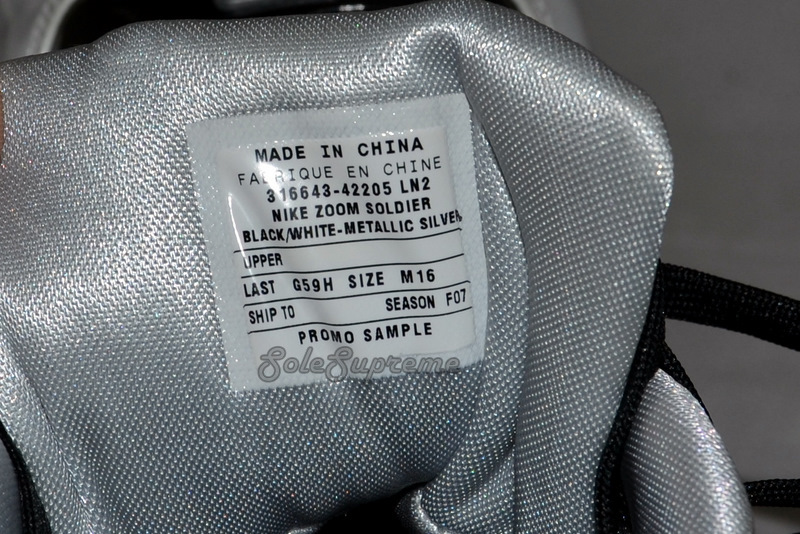 MADE IN CHINA
FABRIQUE EN CHINE
316643-42205 LN2
NIKE ZOOM SOLDIER
BLACK/WHITE-METALLIC SILVER
UPPER
LAST G59H SIZE M16
SHIP TO SEASON F07
PROMO SAMPLE
SoleSupreme